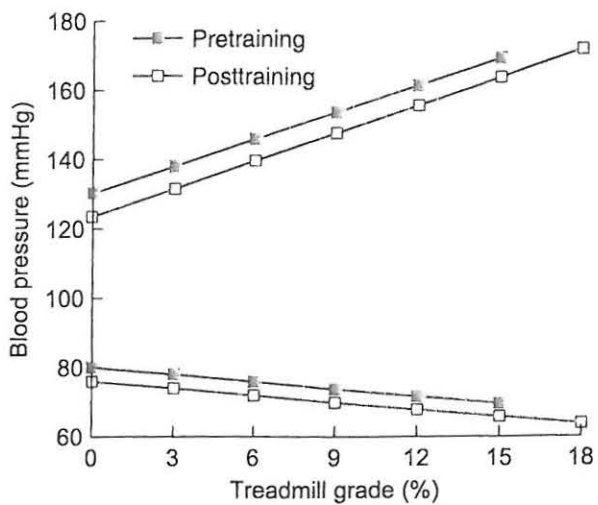 180
Pretraining
Posttraining
160
140
120
100
80
60
Blood pressure (mmHg)
0 3 6 9 12 15 18
Treadmill grade (%)